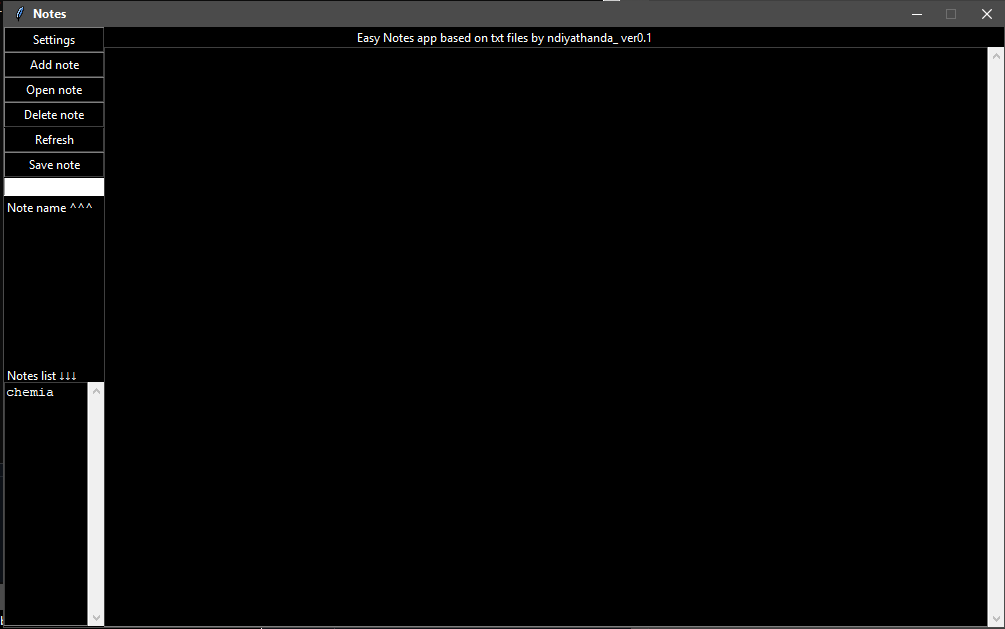 Notes
Settings
Easy Notes app based on txt files by ndiyathanda_ ver0.1
Add note
Open note
Delete note
Refresh
Save note
Note name ^^^
Notes list ↓↓↓
chemia